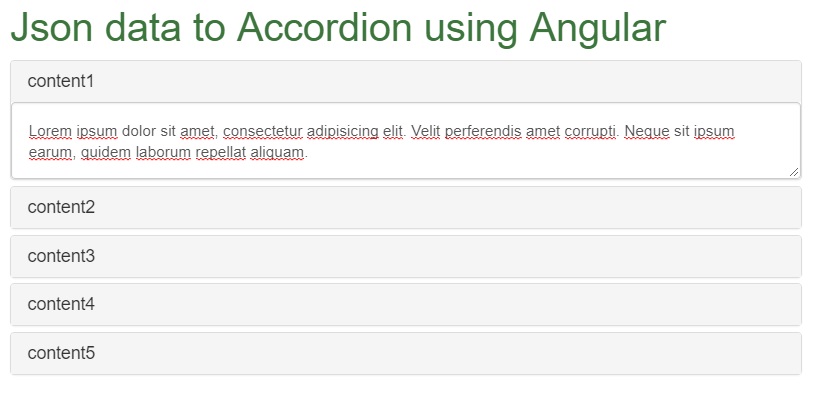 Json data to Accordion using Angular
content1
Lorem ipsum dolor sit amet, consectetur adipisicing elit. Velit perferendis amet corrupti. Neque sit ipsum
earum, quidem laborum repellat aliquam.
content2
content3
content4
content5